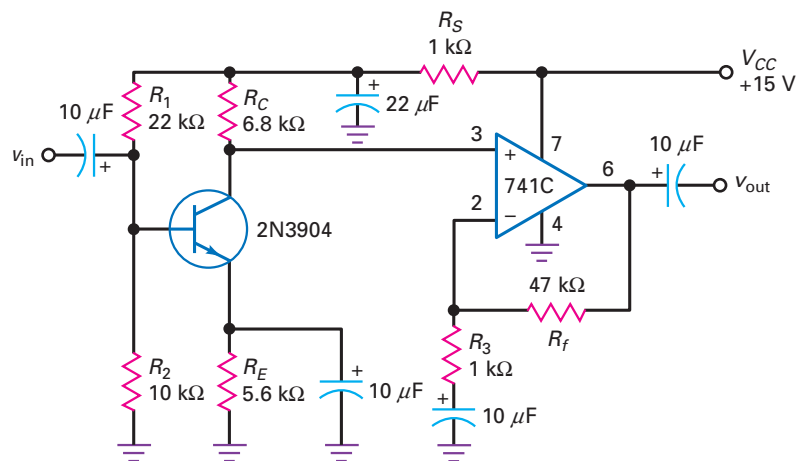 R_S
1 kΩ
V_CC
+15 V
10 μF
R_1
22 kΩ
R_C
6.8 kΩ
+
22 μF
v_in
+
3
+
7
741C
6
10 μF
+
v_out
2
−
4
2N3904
47 kΩ
R_f
R_2
10 kΩ
R_E
5.6 kΩ
+
10 μF
R_3
1 kΩ
+
10 μF